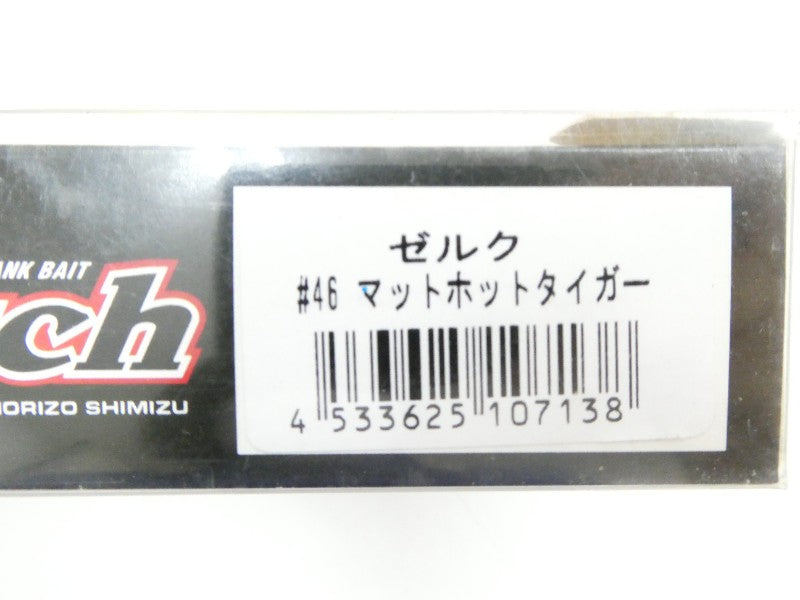 ゼルク
#46 マットホットタイガー
ANK BAIT
ch
ORIZO SHIMIZU
4 533625 107138